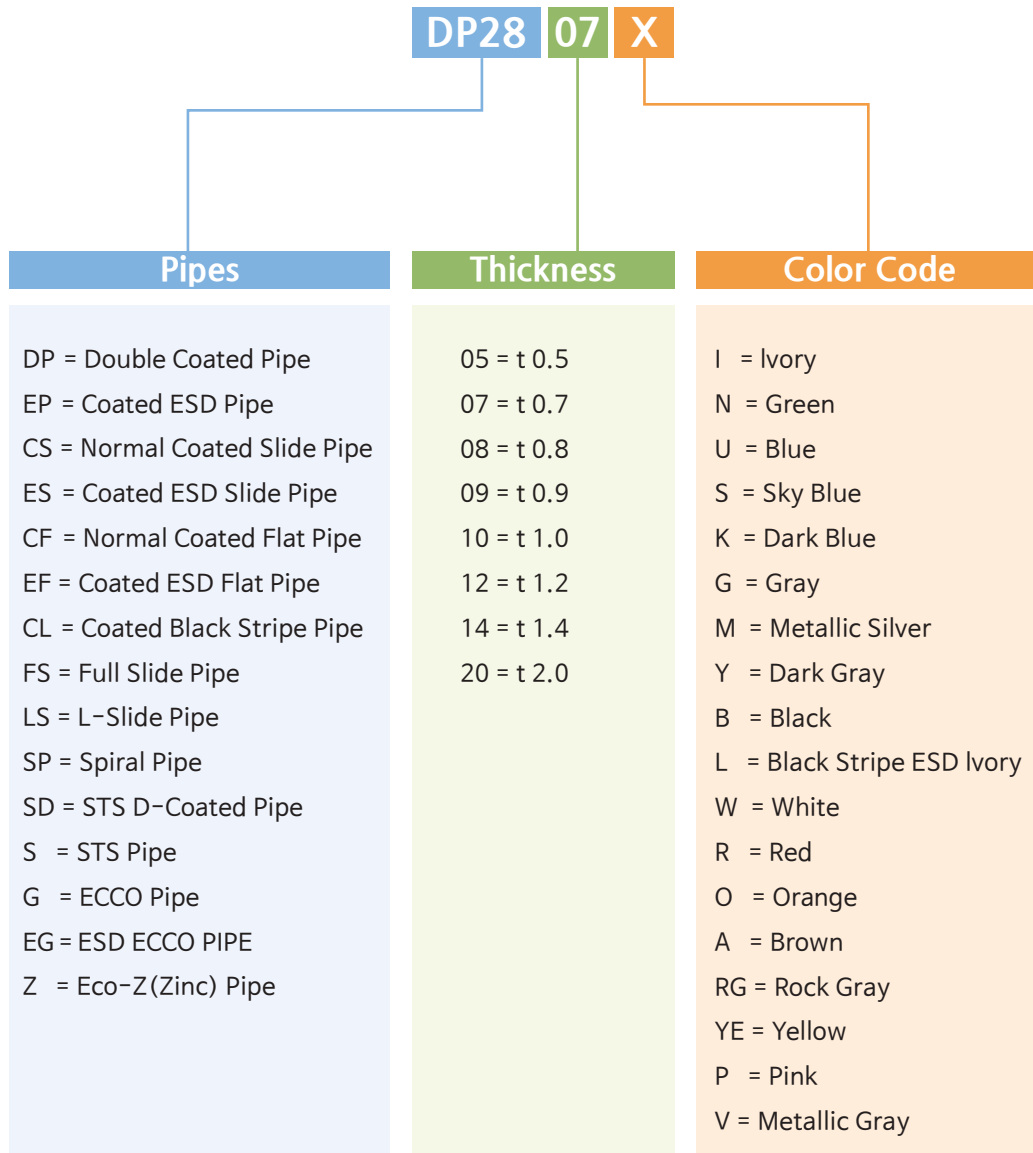 DP28 07 X
Pipes
DP = Double Coated Pipe
EP = Coated ESD Pipe
CS = Normal Coated Slide Pipe
ES = Coated ESD Slide Pipe
CF = Normal Coated Flat Pipe
EF = Coated ESD Flat Pipe
CL = Coated Black Stripe Pipe
FS = Full Slide Pipe
LS = L-Slide Pipe
SP = Spiral Pipe
SD = STS D-Coated Pipe
S = STS Pipe
G = ECCO Pipe
EG = ESD ECCO PIPE
Z = Eco-Z(Zinc) Pipe
Thickness
05 = t 0.5
07 = t 0.7
08 = t 0.8
09 = t 0.9
10 = t 1.0
12 = t 1.2
14 = t 1.4
20 = t 2.0
Color Code
I = Ivory
N = Green
U = Blue
S = Sky Blue
K = Dark Blue
G = Gray
M = Metallic Silver
Y = Dark Gray
B = Black
L = Black Stripe ESD Ivory
W = White
R = Red
O = Orange
A = Brown
RG = Rock Gray
YE = Yellow
P = Pink
V = Metallic Gray